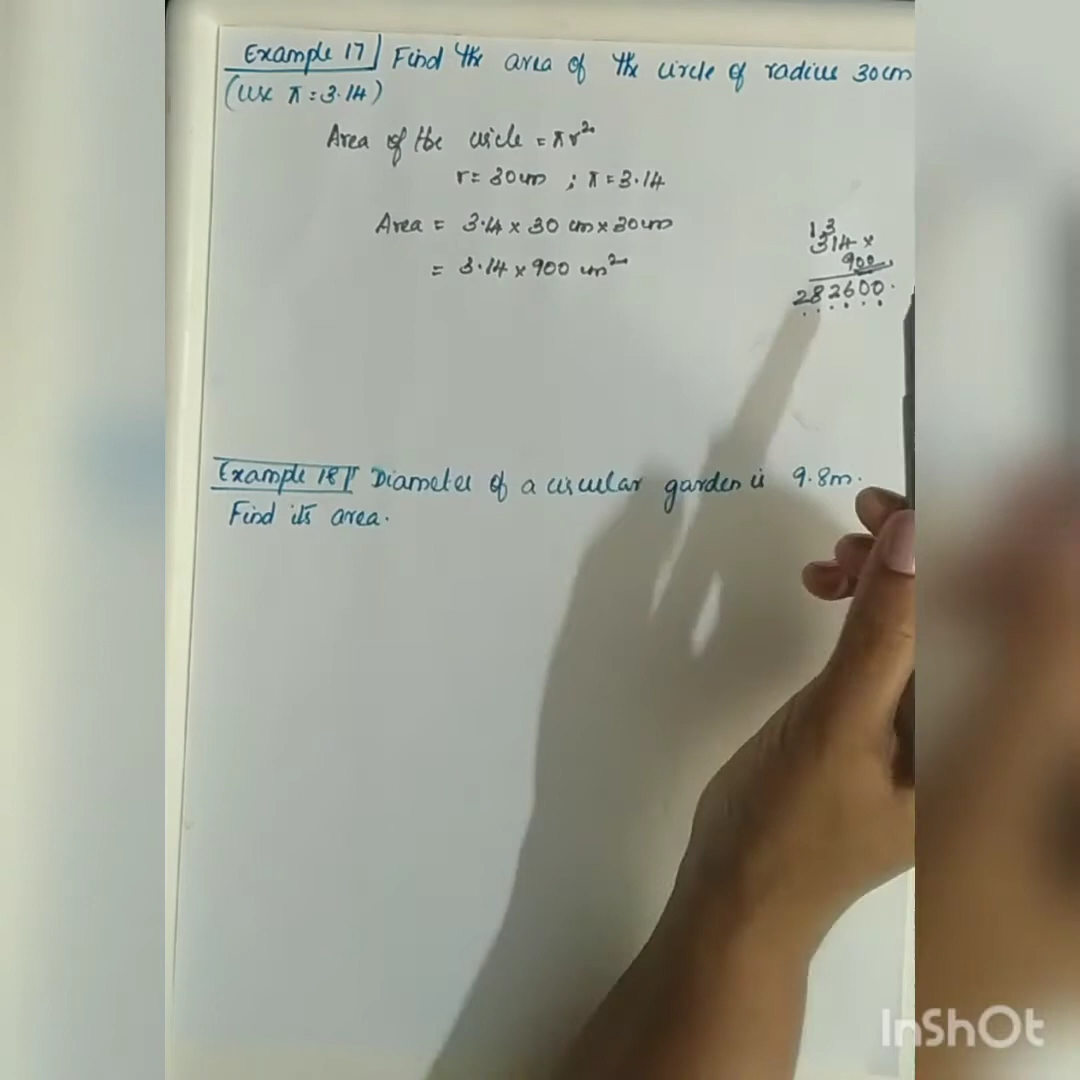 Example 17 Find the area of the circle of radius 30cm
(use π = 3.14)
Area of the circle = πr²
r = 30cm ; π = 3.14
Area = 3.14 × 30 cm × 30cm
= 3.14 × 900 cm²
1 3
314 ×
900
282600
Example 18 Diameter of a circular garden is 9.8m.
Find its area.
InShOt